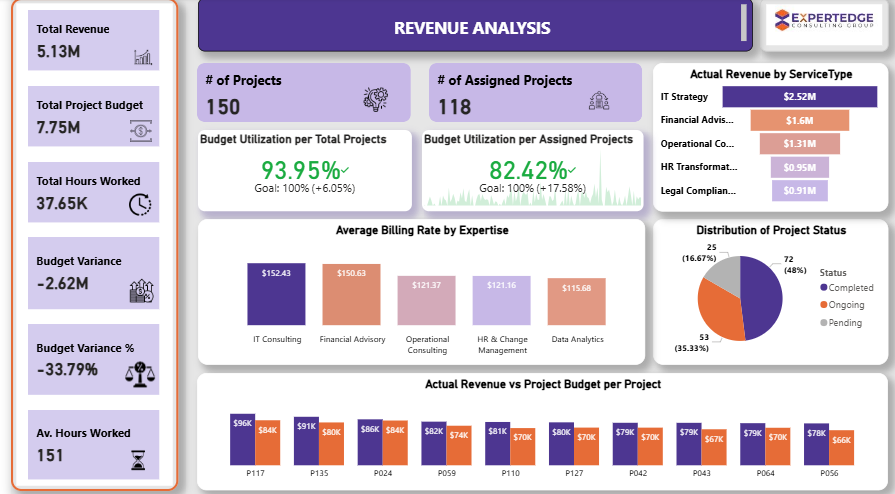 Total Revenue
5.13M
Total Project Budget
7.75M
Total Hours Worked
37.65K
Budget Variance
-2.62M
Budget Variance %
-33.79%
Av. Hours Worked
151
REVENUE ANALYSIS
EXPERTEDGE
CONSULTING GROUP
# of Projects
150
# of Assigned Projects
118
Budget Utilization per Total Projects
93.95%
Goal: 100% (+6.05%)
Budget Utilization per Assigned Projects
82.42%
Goal: 100% (+17.58%)
Actual Revenue by ServiceType
IT Strategy $2.52M
Financial Advis... $1.6M
Operational Co... $1.31M
HR Transformat... $0.95M
Legal Complian... $0.91M
Average Billing Rate by Expertise
$152.43 $150.63 $121.37 $121.16 $115.68
IT Consulting Financial Advisory Operational Consulting HR & Change Management Data Analytics
Distribution of Project Status
25
(16.67%)
72
(48%)
53
(35.33%)
Status
Completed
Ongoing
Pending
Actual Revenue vs Project Budget per Project
$96K $84K $91K $80K $86K $84K $82K $74K $81K $70K $80K $70K $79K $70K $79K $67K $79K $70K $78K $66K
P117 P135 P024 P059 P110 P127 P042 P043 P064 P056